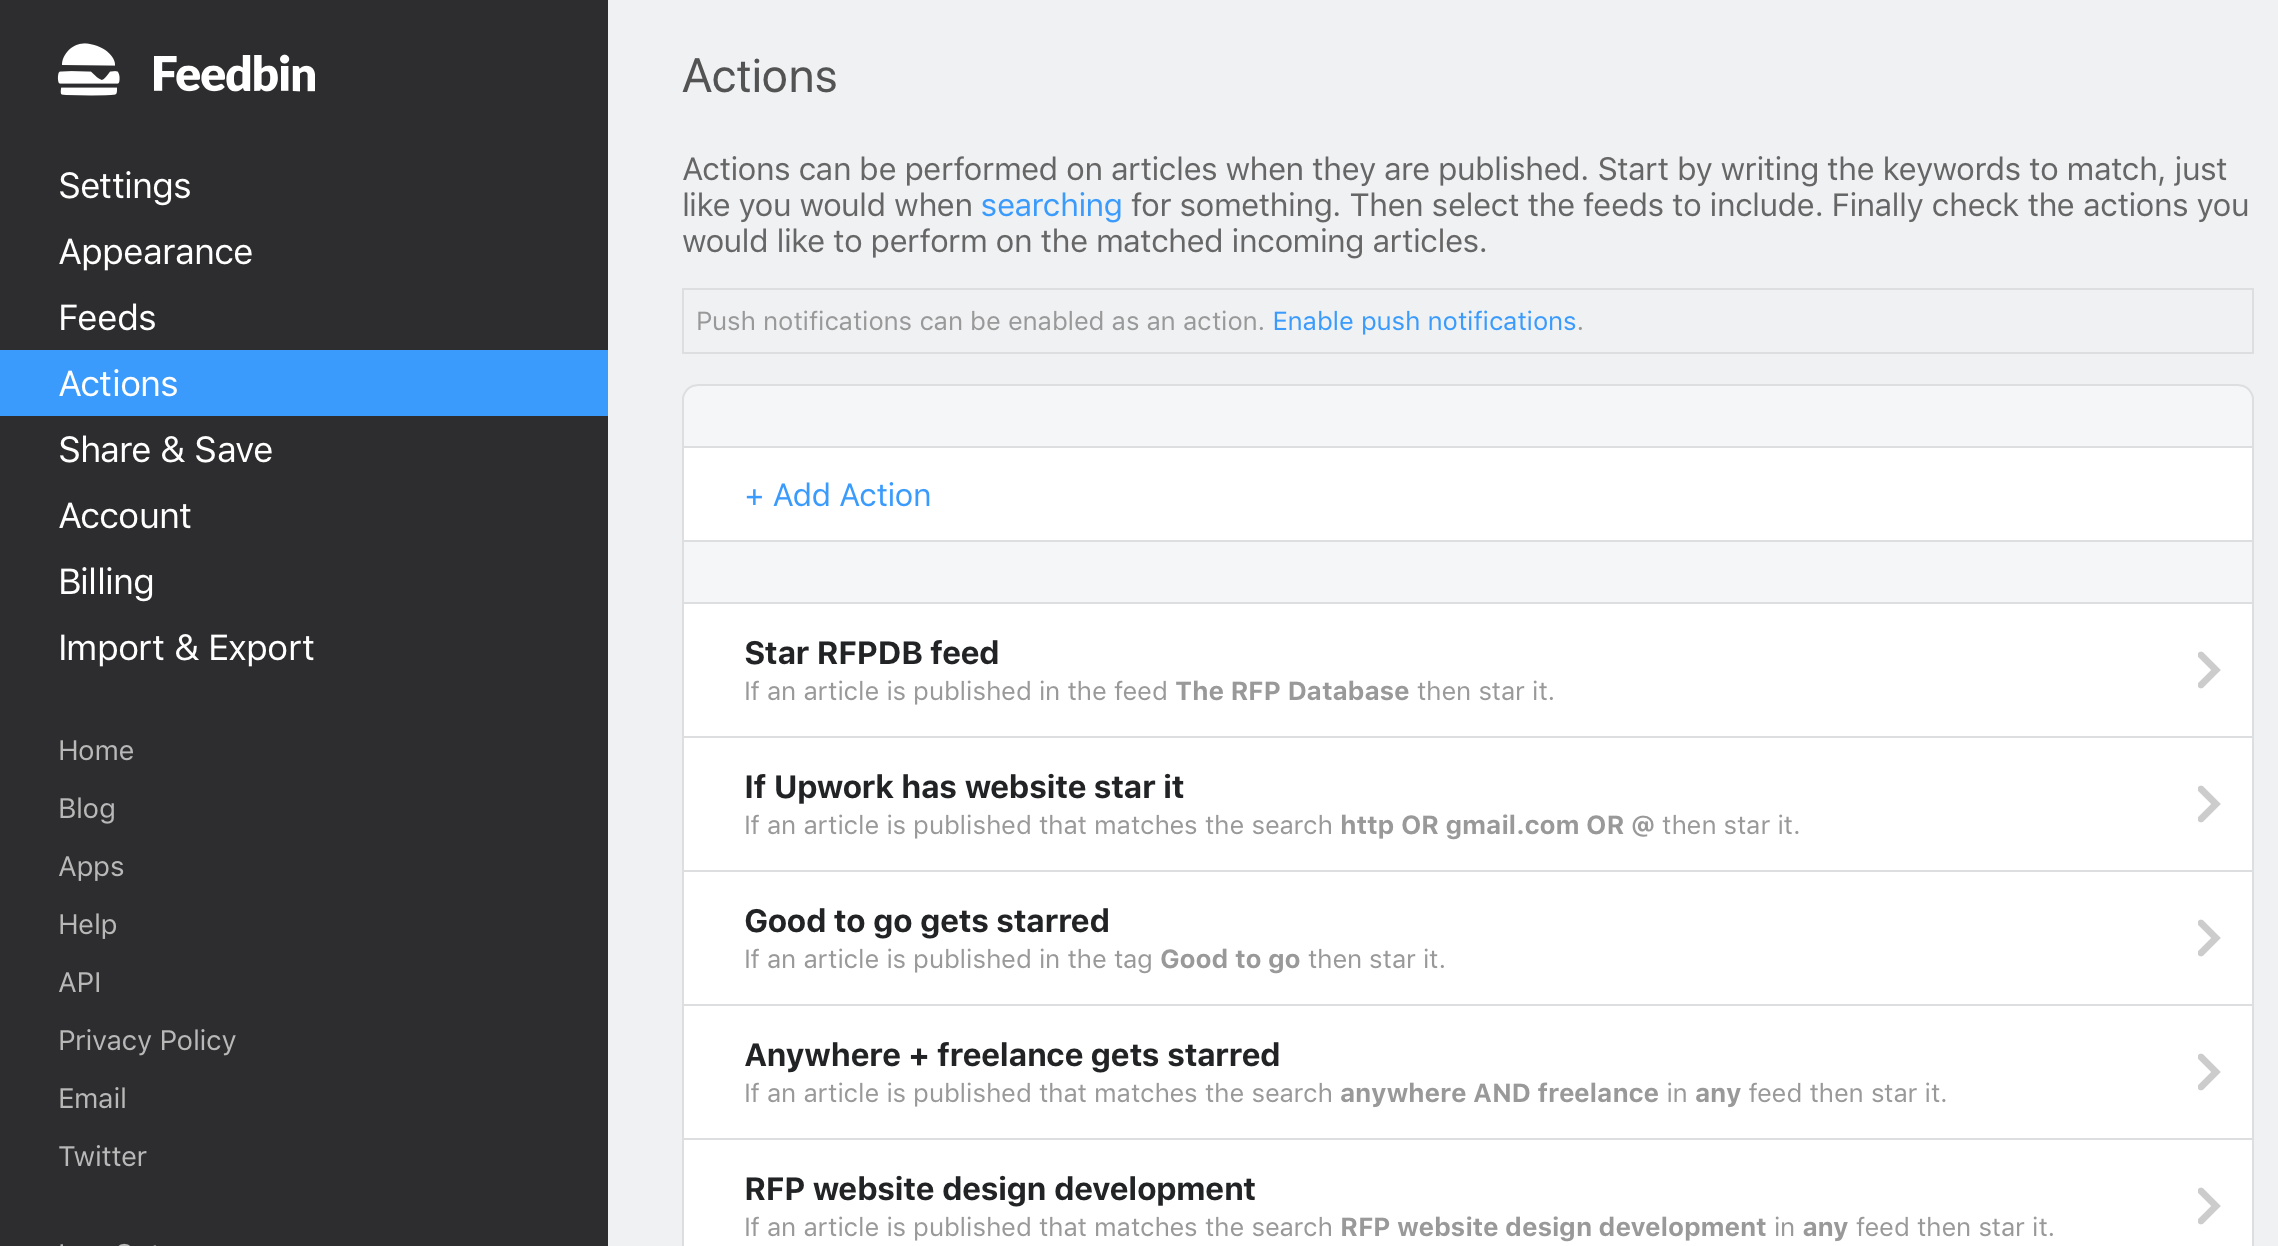 Feedbin
Settings
Appearance
Feeds
Actions
Share & Save
Account
Billing
Import & Export
Home
Blog
Apps
Help
API
Privacy Policy
Email
Twitter
Actions
Actions can be performed on articles when they are published. Start by writing the keywords to match, just
like you would when searching for something. Then select the feeds to include. Finally check the actions you
would like to perform on the matched incoming articles.
Push notifications can be enabled as an action. Enable push notifications.
+ Add Action
Star RFPDB feed
If an article is published in the feed The RFP Database then star it.
If Upwork has website star it
If an article is published that matches the search http OR gmail.com OR @ then star it.
Good to go gets starred
If an article is published in the tag Good to go then star it.
Anywhere + freelance gets starred
If an article is published that matches the search anywhere AND freelance in any feed then star it.
RFP website design development
If an article is published that matches the search RFP website design development in any feed then star it.